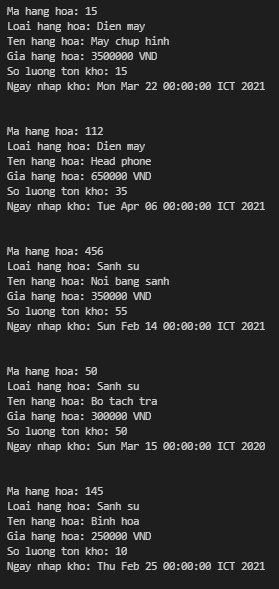 Ma hang hoa: 15
Loai hang hoa: Dien may
Ten hang hoa: May chup hinh
Gia hang hoa: 3500000 VND
So luong ton kho: 15
Ngay nhap kho: Mon Mar 22 00:00:00 ICT 2021
Ma hang hoa: 112
Loai hang hoa: Dien may
Ten hang hoa: Head phone
Gia hang hoa: 650000 VND
So luong ton kho: 35
Ngay nhap kho: Tue Apr 06 00:00:00 ICT 2021
Ma hang hoa: 456
Loai hang hoa: Sanh su
Ten hang hoa: Noi bang sanh
Gia hang hoa: 350000 VND
So luong ton kho: 55
Ngay nhap kho: Sun Feb 14 00:00:00 ICT 2021
Ma hang hoa: 50
Loai hang hoa: Sanh su
Ten hang hoa: Bo tach tra
Gia hang hoa: 300000 VND
So luong ton kho: 50
Ngay nhap kho: Sun Mar 15 00:00:00 ICT 2020
Ma hang hoa: 145
Loai hang hoa: Sanh su
Ten hang hoa: Binh hoa
Gia hang hoa: 250000 VND
So luong ton kho: 10
Ngay nhap kho: Thu Feb 25 00:00:00 ICT 2021